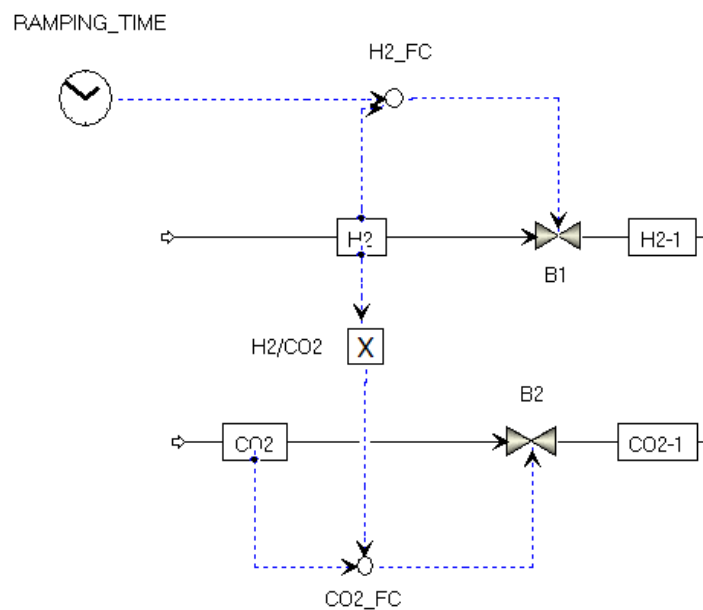 RAMPING_TIME
H2_FC
H2
H2-1
B1
H2/CO2
X
B2
CO2
CO2-1
CO2_FC